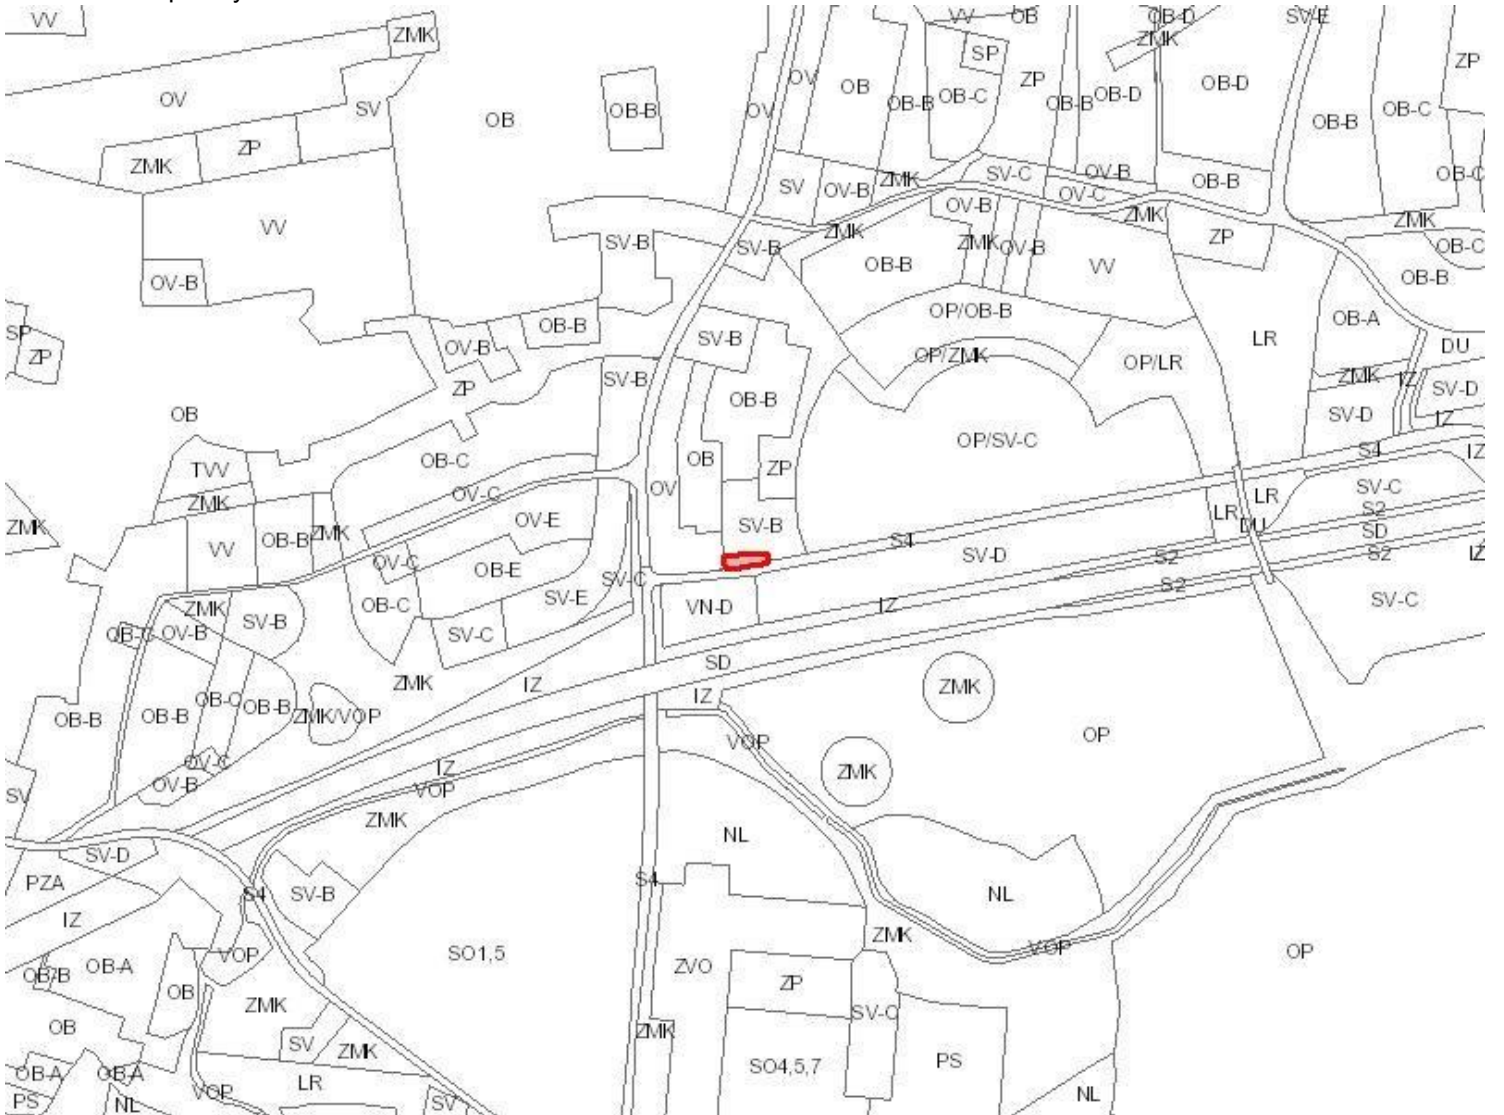 VV
ZMK
OV
SV
ZMK
ZP
OB
OB-B
VV
OV-B
OV
OV
OB
OB-B
VV
OB
SP
OB-C
ZP
OB-B
OB-D
OB-D
ZMK
OB-D
SV-E
OB-B
OB-C
ZP
OB-C
SV
OV-B
ZMK
SV-C
OV-B
OV-C
OB-B
ZMK
OV-B
ZMK
ZP
ZMK
OB-C
OB-B
SV-B
SV-B
ZMK
OB-B
ZMK
OV-B
VV
OP/OB-B
OP/ZMK
OP/LR
LR
OB-A
DU
ZMK
IZ
SV-D
SV-D
IZ
SP
ZP
OV-B
OB-B
ZP
SV-B
SV-B
OB-B
OB
TVV
ZMK
ZMK
VV
OB-B
ZMK
OB-C
OV-C
OV-E
OV-C
OB-E
OB-C
SV-C
SV-E
SV-C
OV
OB
ZP
SV-B
OP/SV-C
S4
IZ
LR
LR
DU
SV-C
S2
SD
S2
IZ
S4
SV-D
S2
S2
IZ
VN-D
SD
IZ
SV-C
ZMK
OB-C
OV-B
SV-B
OB-B
OB-B
OB-C
OB-B
ZMK/VOP
ZMK
IZ
OV-C
OV-B
SV
IZ
VOP
ZMK
VOP
ZMK
ZMK
OP
NL
NL
SV-D
PZA
IZ
S4
SV-B
S4
OB-B
OB-A
OB
VOP
ZMK
SO1,5
ZVO
ZP
ZMK
SV-C
VOP
OP
OB
OB-A
OB-A
SV
ZMK
ZMK
SO4,5,7
PS
PS
NL
VOP
LR
SV
NL